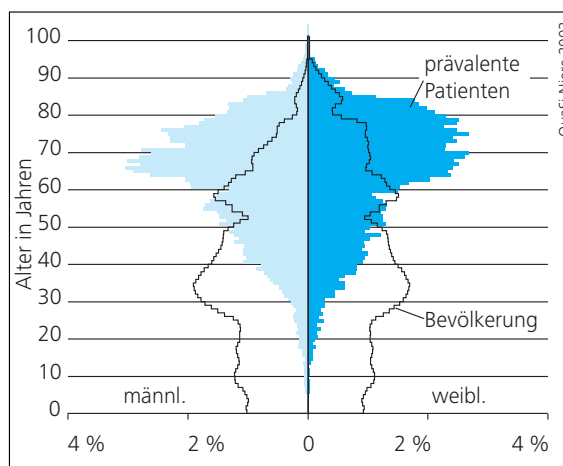 Alter in Jahren
100
90
80
70
60
50
40
30
20
10
0
prävalente
Patienten
Bevölkerung
männl.
weibl.
4 %
2 %
0
2 %
4 %